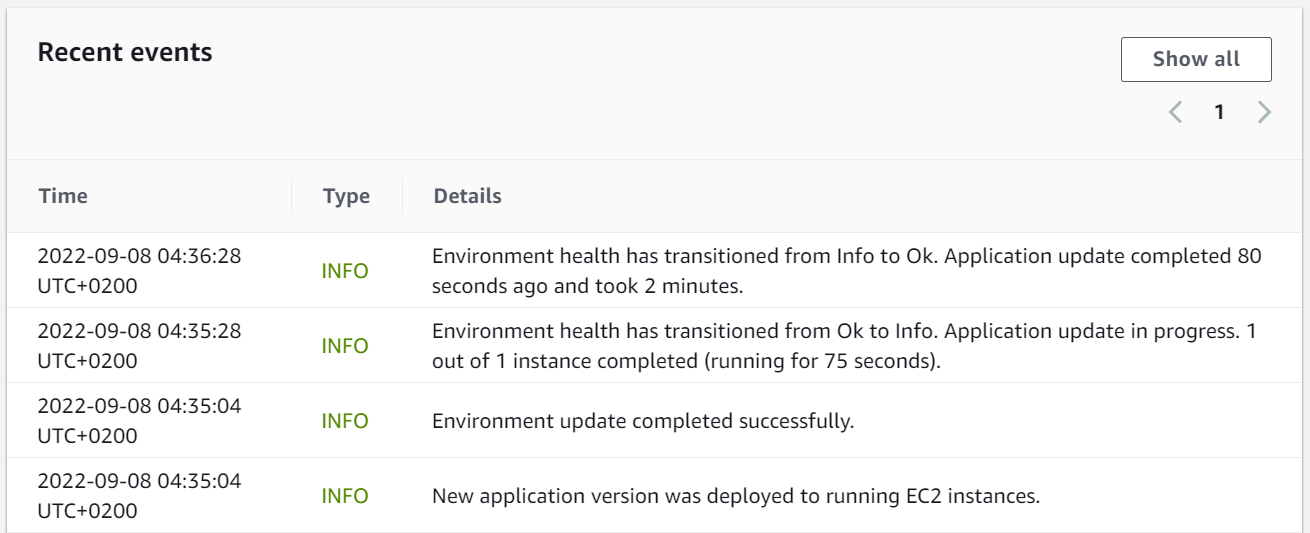 Recent events
Show all
1
Time Type Details
2022-09-08 04:36:28
UTC+0200
INFO
Environment health has transitioned from Info to Ok. Application update completed 80
seconds ago and took 2 minutes.
2022-09-08 04:35:28
UTC+0200
INFO
Environment health has transitioned from Ok to Info. Application update in progress. 1
out of 1 instance completed (running for 75 seconds).
2022-09-08 04:35:04
UTC+0200
INFO
Environment update completed successfully.
2022-09-08 04:35:04
UTC+0200
INFO
New application version was deployed to running EC2 instances.